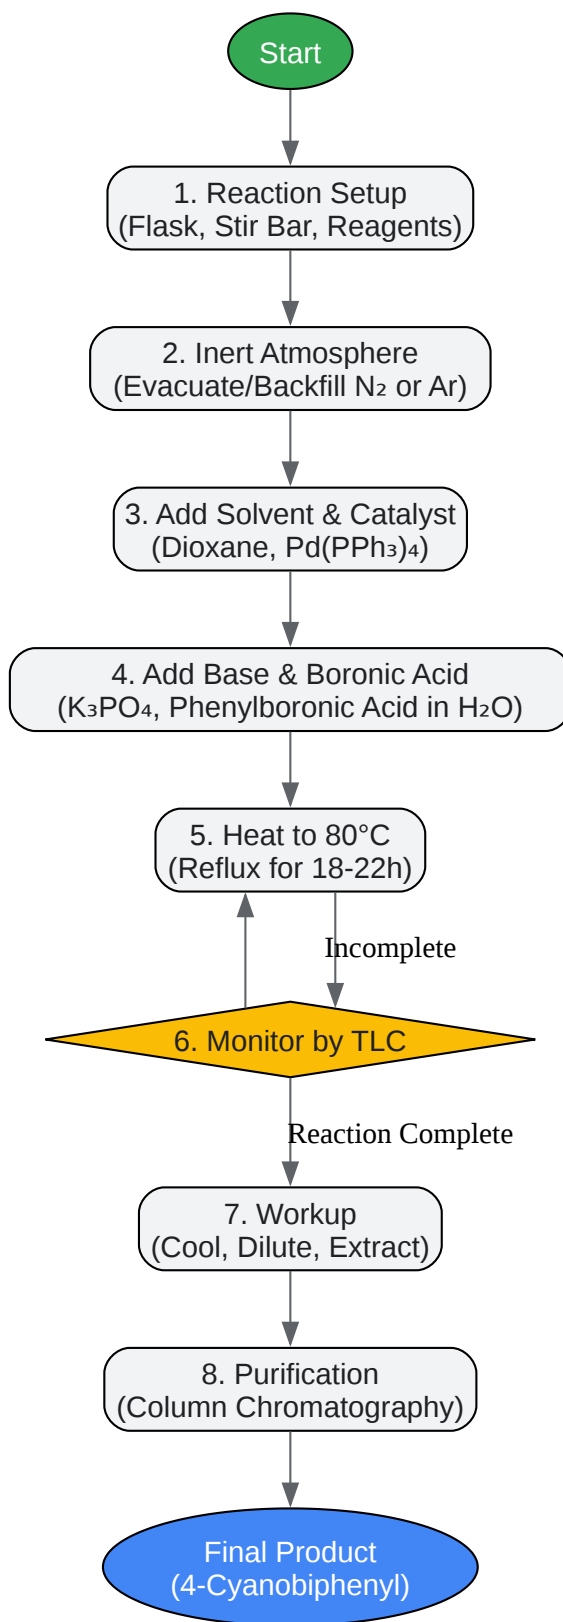 Start
1. Reaction Setup
(Flask, Stir Bar, Reagents)
2. Inert Atmosphere
(Evacuate/Backfill N₂ or Ar)
3. Add Solvent & Catalyst
(Dioxane, Pd(PPh₃)₄)
4. Add Base & Boronic Acid
(K₃PO₄, Phenylboronic Acid in H₂O)
5. Heat to 80°C
(Reflux for 18-22h)
Incomplete
6. Monitor by TLC
Reaction Complete
7. Workup
(Cool, Dilute, Extract)
8. Purification
(Column Chromatography)
Final Product
(4-Cyanobiphenyl)